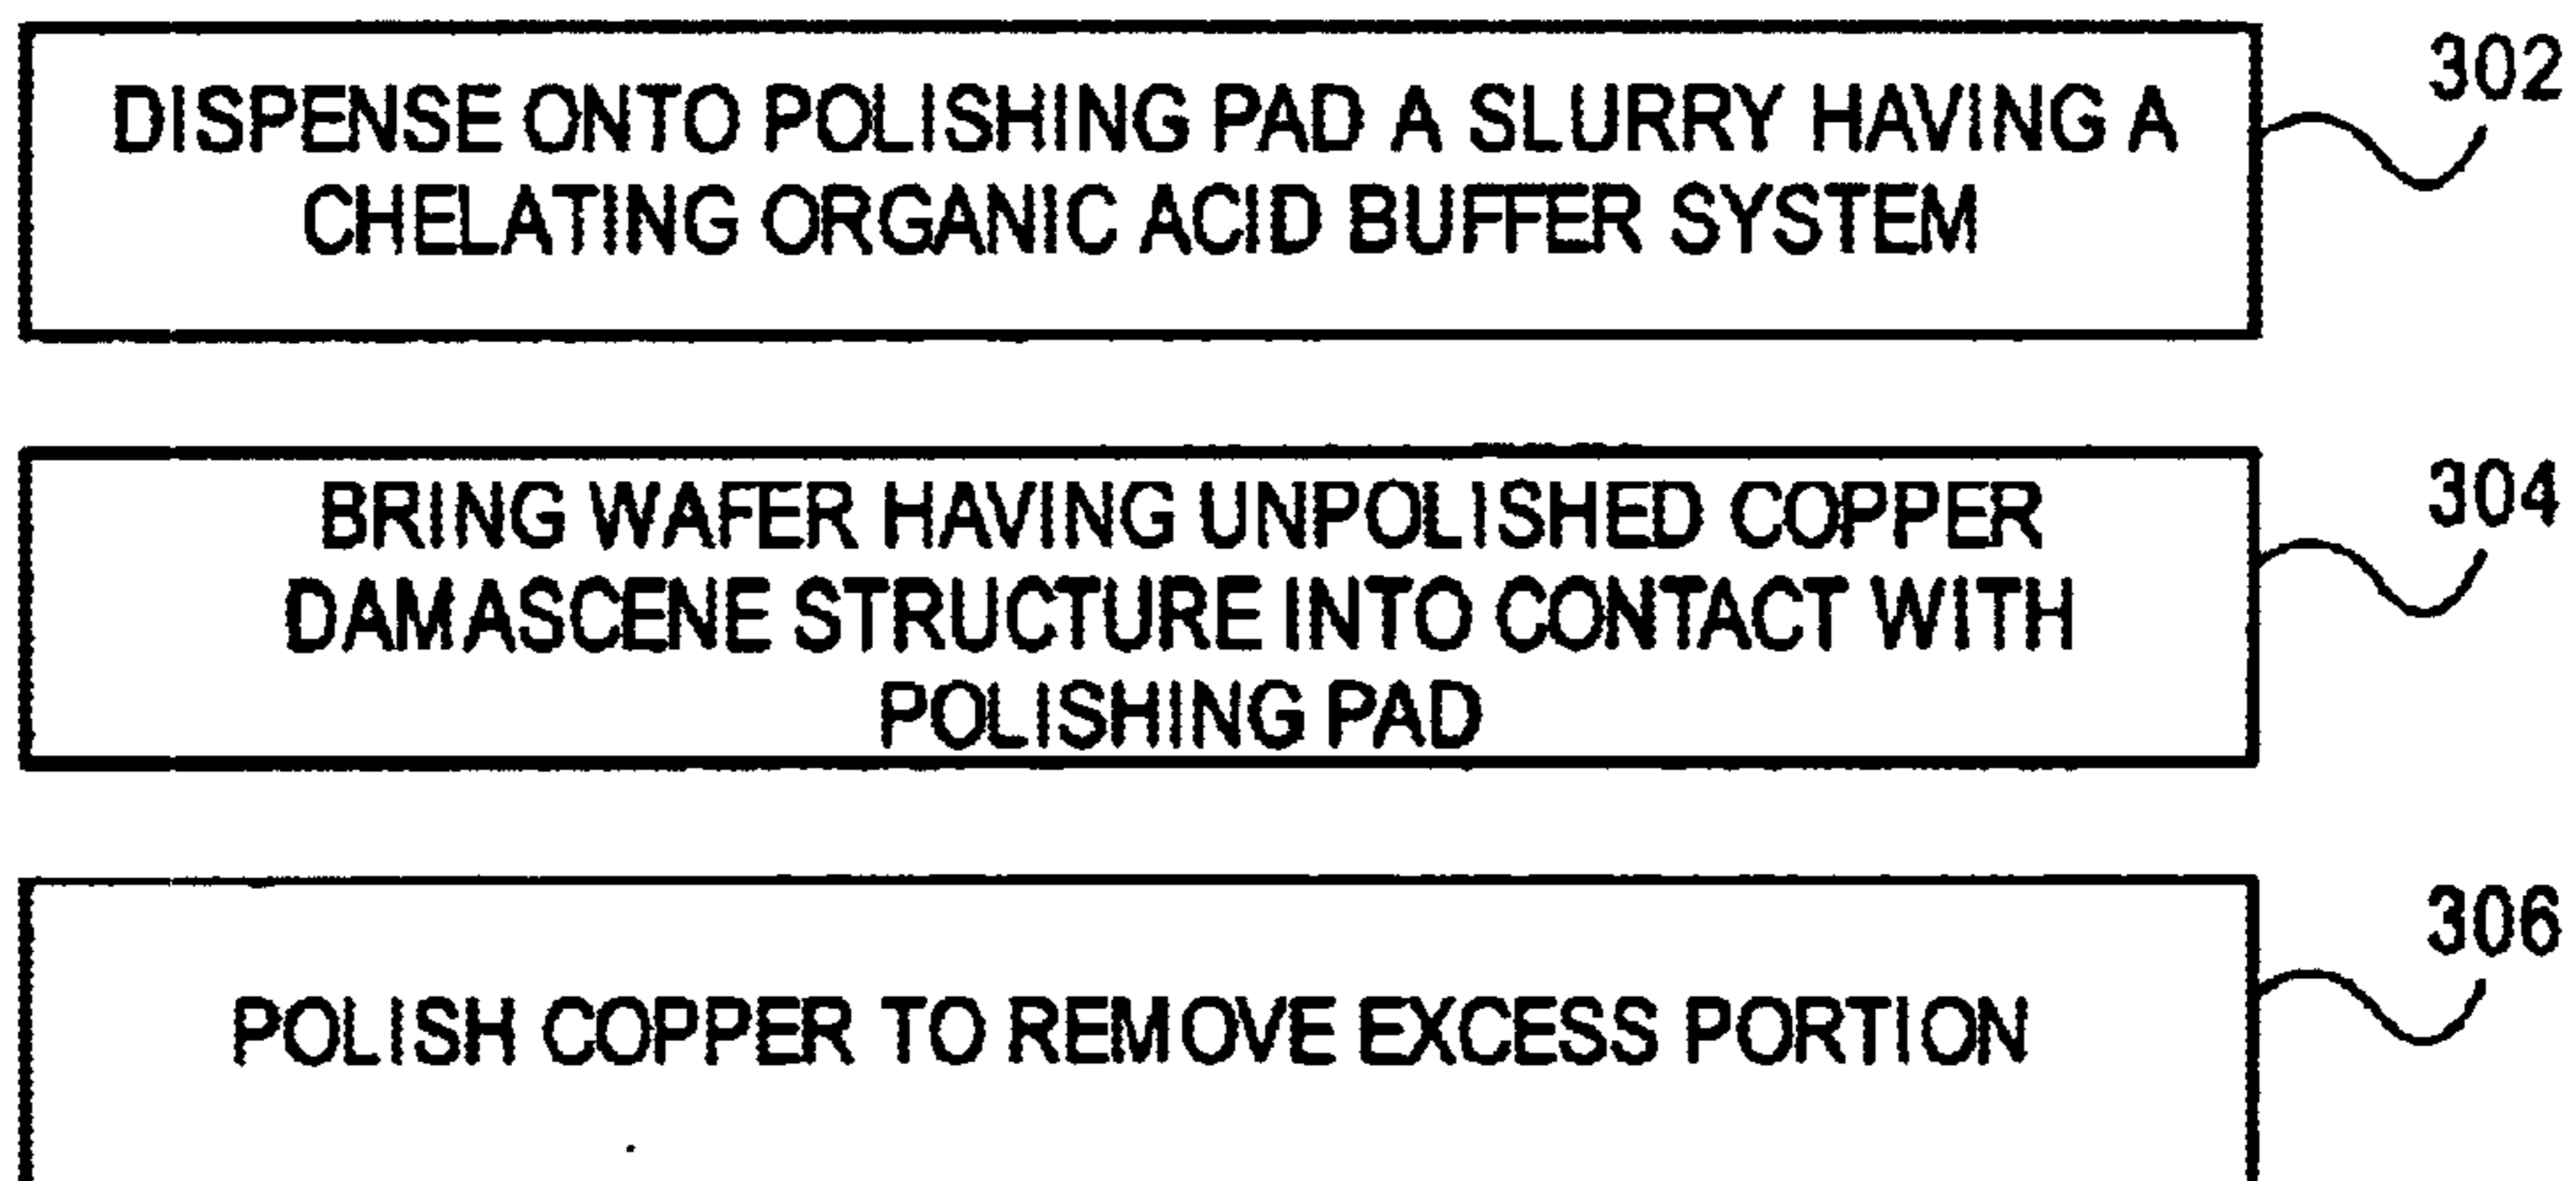 302
DISPENSE ONTO POLISHING PAD A SLURRY HAVING A
CHELATING ORGANIC ACID BUFFER SYSTEM
304
BRING WAFER HAVING UNPOLISHED COPPER
DAMASCENE STRUCTURE INTO CONTACT WITH
POLISHING PAD
306
POLISH COPPER TO REMOVE EXCESS PORTION